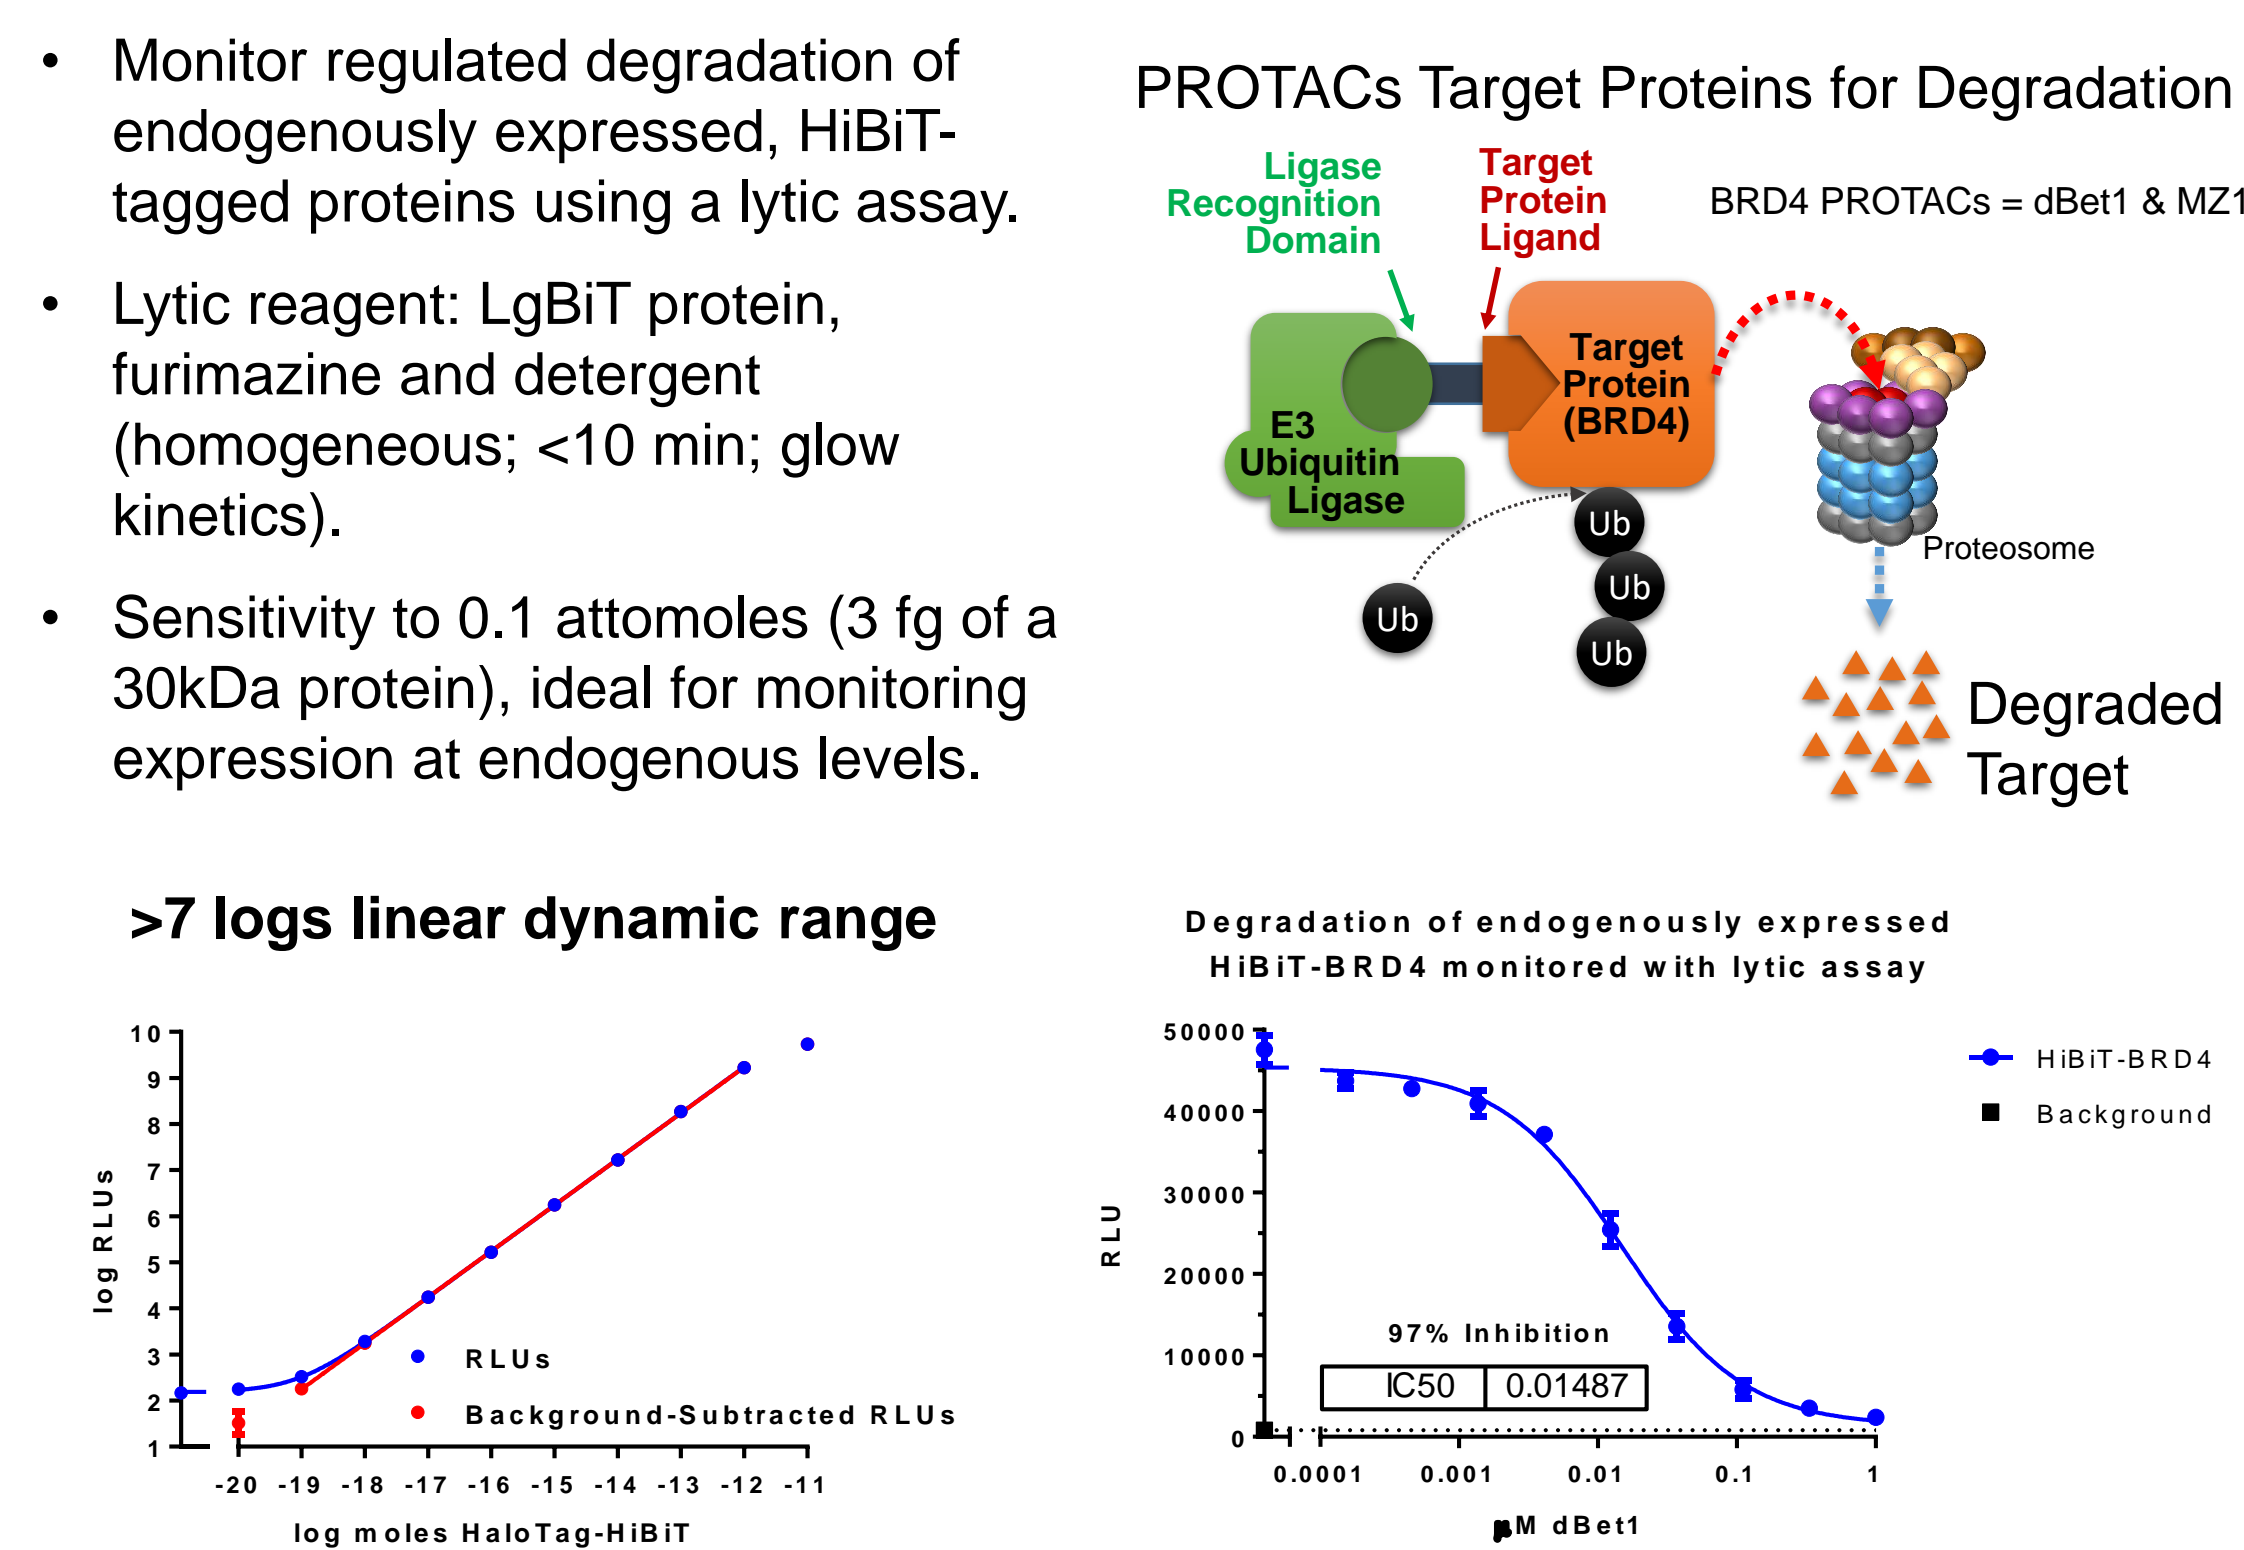 • Monitor regulated degradation of
endogenously expressed, HiBiT-
tagged proteins using a lytic assay.
• Lytic reagent: LgBiT protein,
furimazine and detergent
(homogeneous; <10 min; glow
kinetics).
• Sensitivity to 0.1 attomoles (3 fg of a
30kDa protein), ideal for monitoring
expression at endogenous levels.
PROTACs Target Proteins for Degradation
Ligase
Recognition
Domain
Target
Protein
Ligand
BRD4 PROTACs = dBet1 & MZ1
Target
Protein
(BRD4)
E3
Ubiquitin
Ligase
Ub
Ub
Ub
Ub
Proteosome
Degraded
Target
>7 logs linear dynamic range
10
9
8
7
6
5
4
3
2
1
log RLUs
RLUs
Background-Subtracted RLUs
-20 -19 -18 -17 -16 -15 -14 -13 -12 -11
log moles HaloTag-HiBiT
Degradation of endogenously expressed
HiBiT-BRD4 monitored with lytic assay
50000
40000
30000
20000
10000
0
RLU
HiBiT-BRD4
Background
97% Inhibition
IC50 0.01487
0.0001 0.001 0.01 0.1 1
µM dBet1